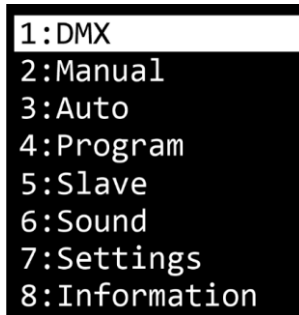 1:DMX
2:Manual
3:Auto
4:Program
5:Slave
6:Sound
7:Settings
8:Information